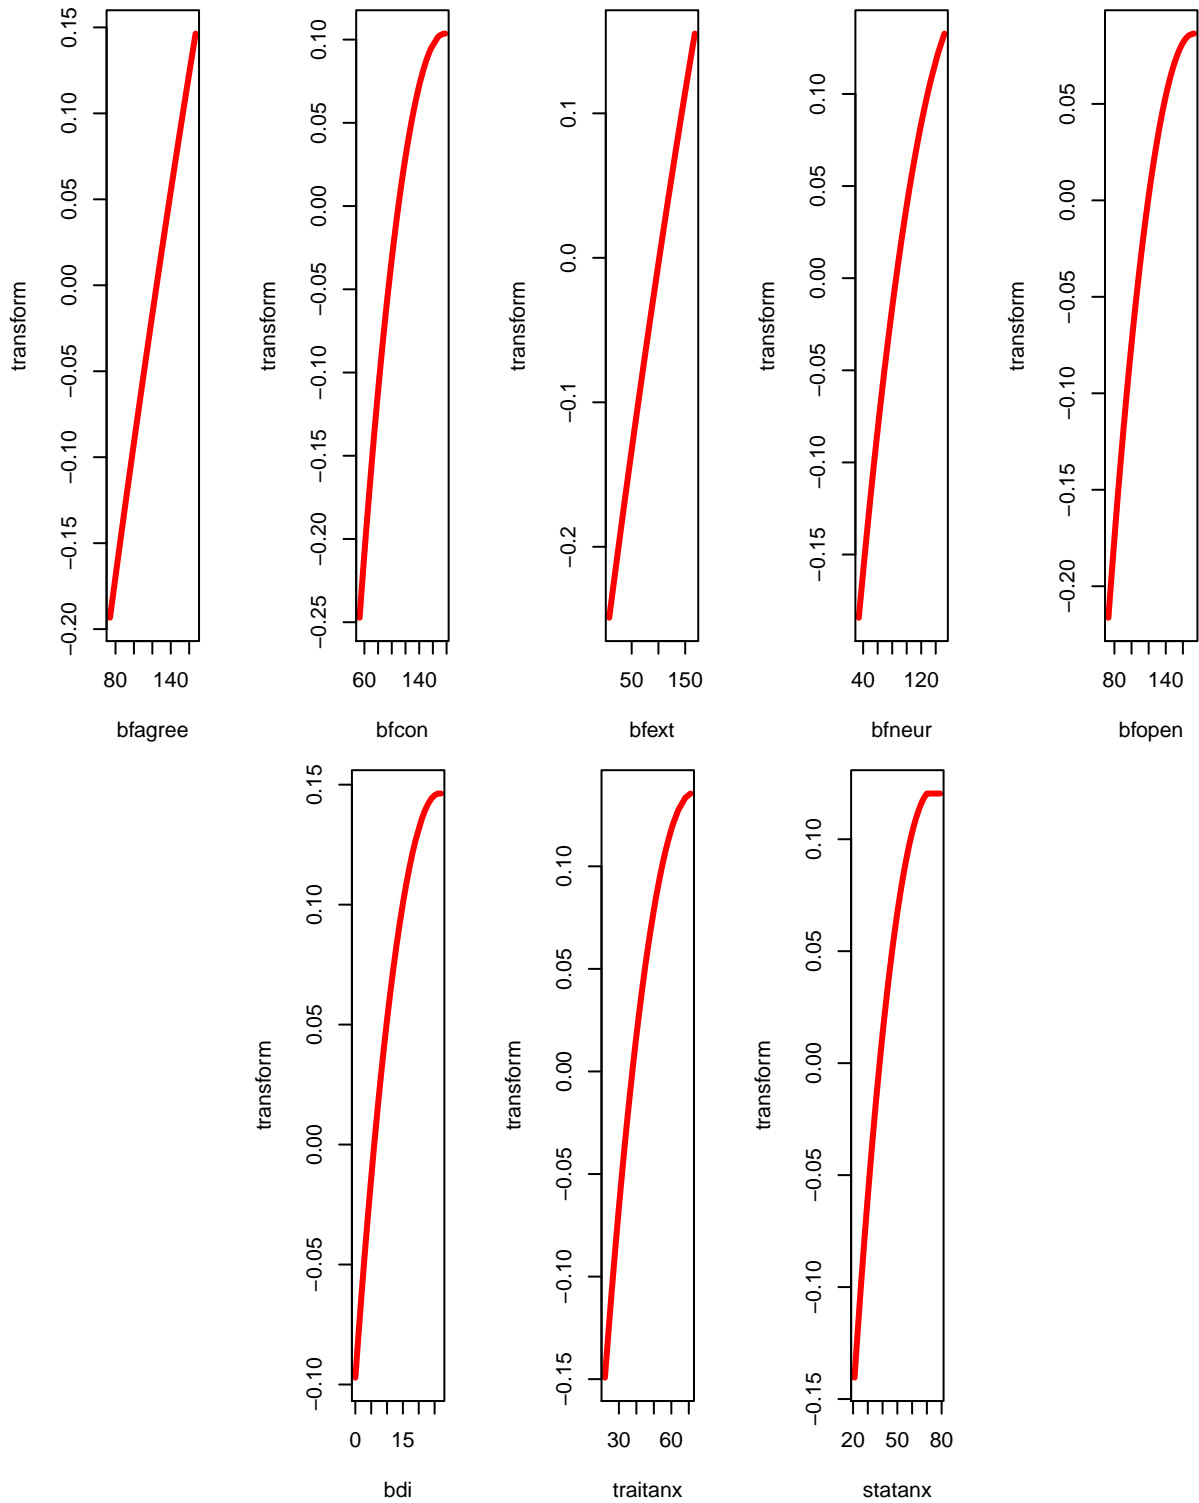 transform
−0.20 −0.15 −0.10 −0.05 0.00 0.05 0.10 0.15
80 140
bfagree
transform
−0.25 −0.20 −0.15 −0.10 −0.05 0.00 0.05 0.10
60 140
bfcon
transform
−0.2 −0.1 0.0 0.1
50 150
bfext
transform
−0.15 −0.10 −0.05 0.00 0.05 0.10
40 120
bfneur
transform
−0.20 −0.15 −0.10 −0.05 0.00 0.05
80 140
bfopen
transform
−0.10 −0.05 0.00 0.05 0.10 0.15
0 15
bdi
transform
−0.15 −0.10 −0.05 0.00 0.05 0.10
30 60
traitanx
transform
−0.15 −0.10 −0.05 0.00 0.05 0.10
20 50 80
statanx